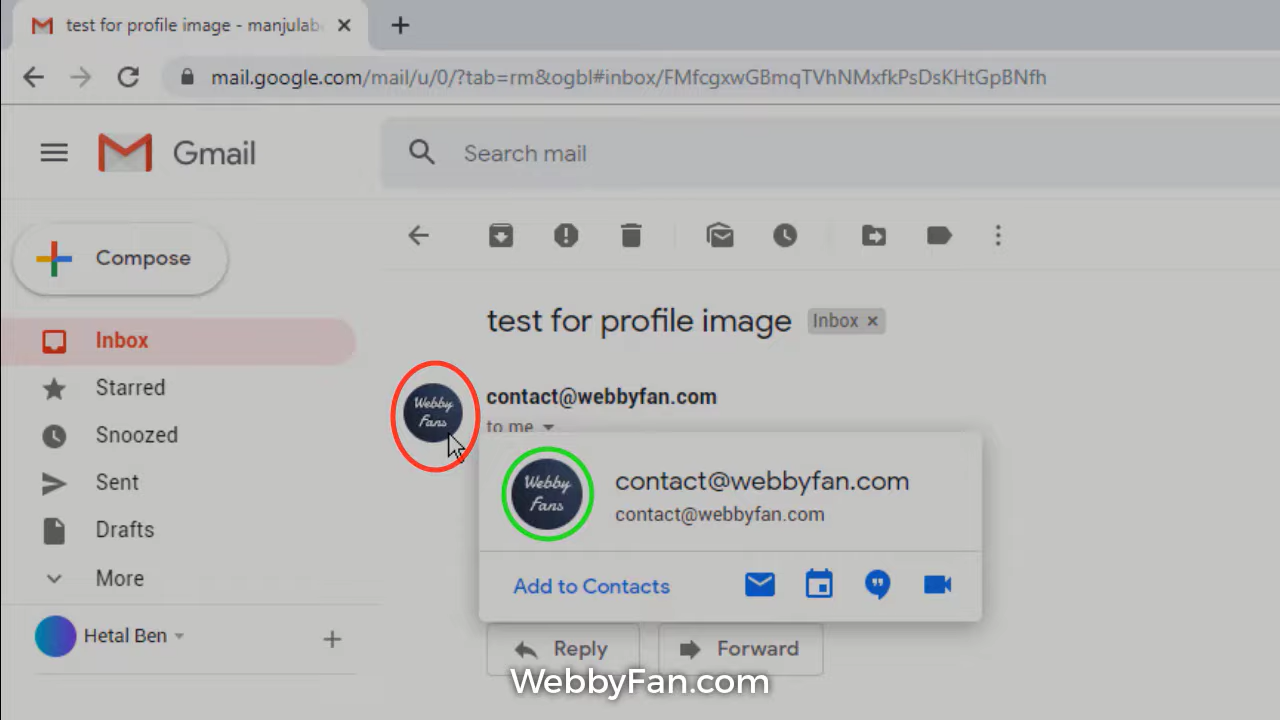 test for profile image - manjulab
mail.google.com/mail/u/0/?tab=rm&ogbl#inbox/FMfcgxwGBmqTVhNMxfkPsDsKHtGpBNfh
Gmail
Search mail
Compose
test for profile image Inbox ×
Inbox
Starred
Snoozed
Sent
Drafts
More
Hetal Ben
Webby
Fans
contact@webbyfan.com
to me
Webby
Fans
contact@webbyfan.com
contact@webbyfan.com
Add to Contacts
Reply
Forward
WebbyFan.com